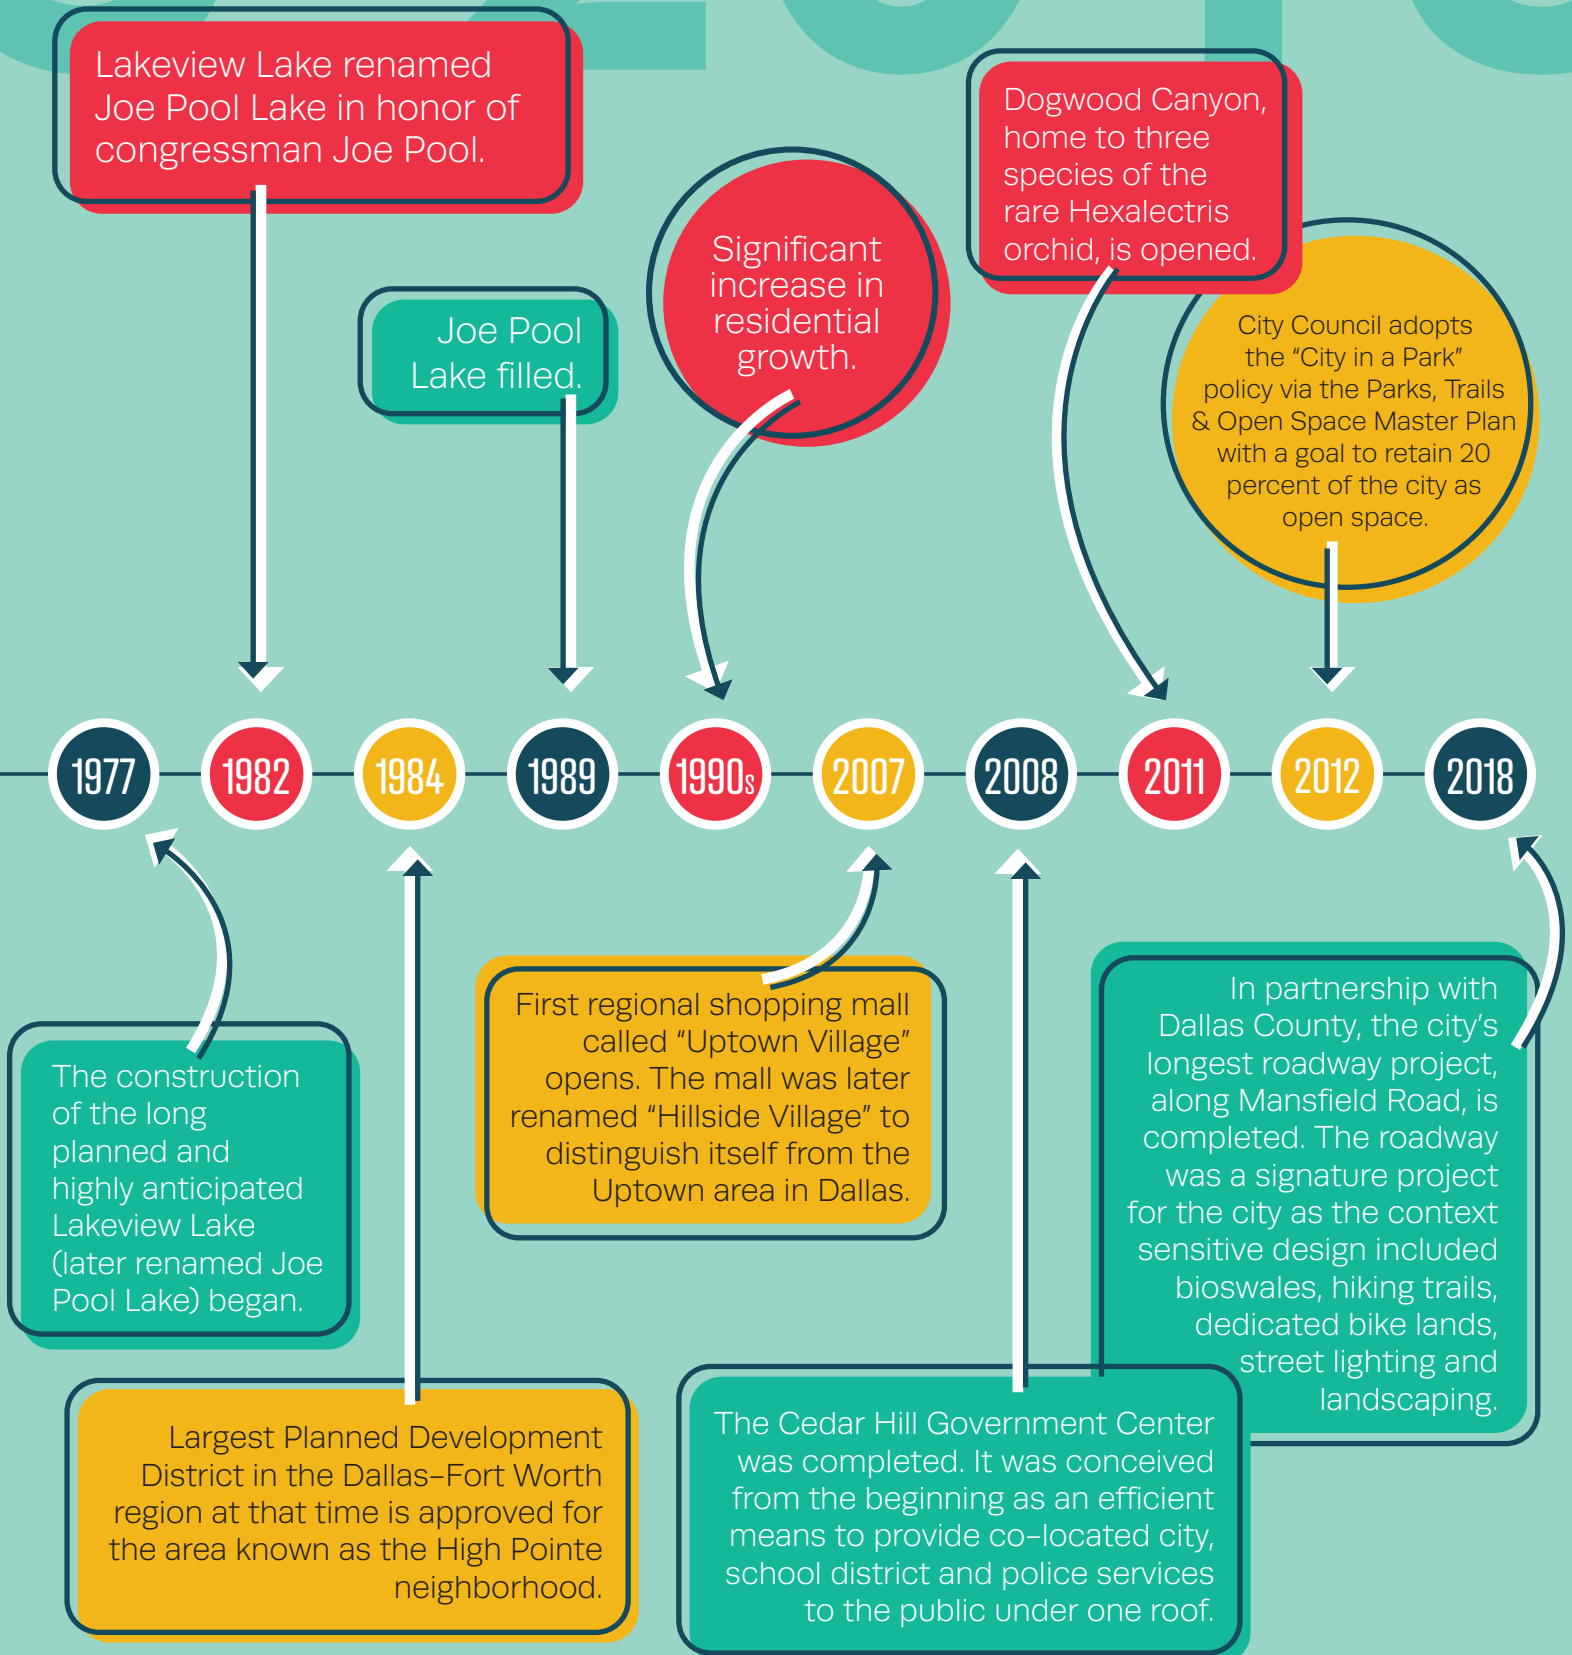 Lakeview Lake renamed
Joe Pool Lake in honor of
congressman Joe Pool.
Joe Pool
Lake filled.
Significant
increase in
residential
growth.
Dogwood Canyon,
home to three
species of the
rare Hexalectris
orchid, is opened.
City Council adopts
the “City in a Park”
policy via the Parks, Trails
& Open Space Master Plan
with a goal to retain 20
percent of the city as
open space.
1977
1982
1984
1989
1990s
2007
2008
2011
2012
2018
The construction
of the long
planned and
highly anticipated
Lakeview Lake
(later renamed Joe
Pool Lake) began.
Largest Planned Development
District in the Dallas–Fort Worth
region at that time is approved for
the area known as the High Pointe
neighborhood.
First regional shopping mall
called “Uptown Village”
opens. The mall was later
renamed “Hillside Village” to
distinguish itself from the
Uptown area in Dallas.
The Cedar Hill Government Center
was completed. It was conceived
from the beginning as an efficient
means to provide co-located city,
school district and police services
to the public under one roof.
In partnership with
Dallas County, the city’s
longest roadway project,
along Mansfield Road, is
completed. The roadway
was a signature project
for the city as the context
sensitive design included
bioswales, hiking trails,
dedicated bike lands,
street lighting and
landscaping.